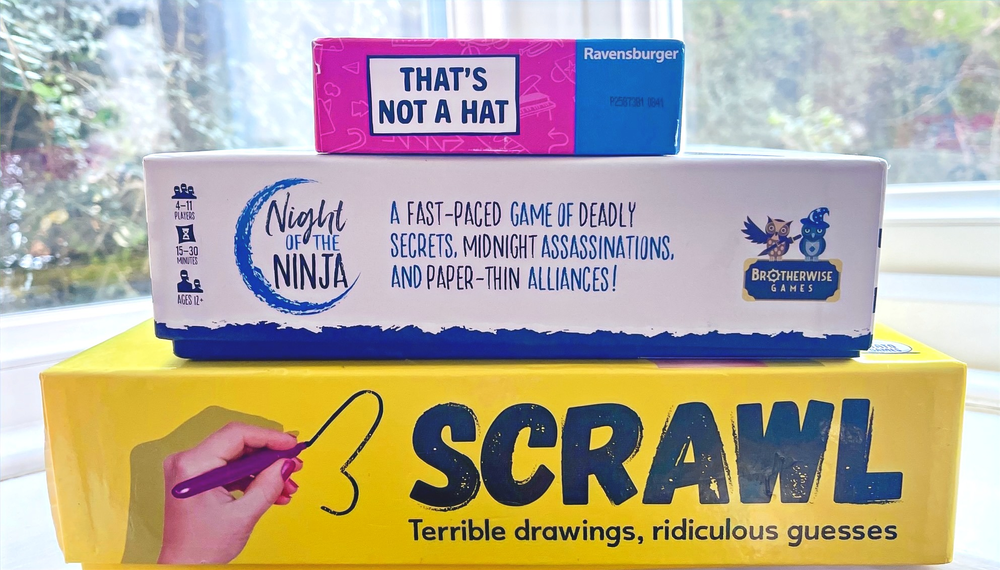 THAT'S
NOT A HAT
Ravensburger
4–11
PLAYERS
15–30
MINUTES
AGES 12+
Night
OF THE
NINJA
A FAST-PACED GAME OF DEADLY
SECRETS, MIDNIGHT ASSASSINATIONS,
AND PAPER-THIN ALLIANCES!
BROTHERWISE
GAMES
SCRAWL
Terrible drawings, ridiculous guesses